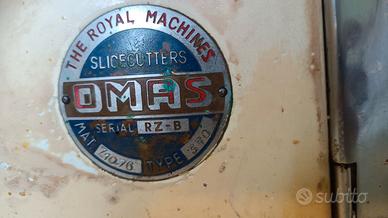 THE ROYAL MACHINES
SLICECUTTERS
OMAS
SERIAL RZ-B
MAT. TYPE
subito